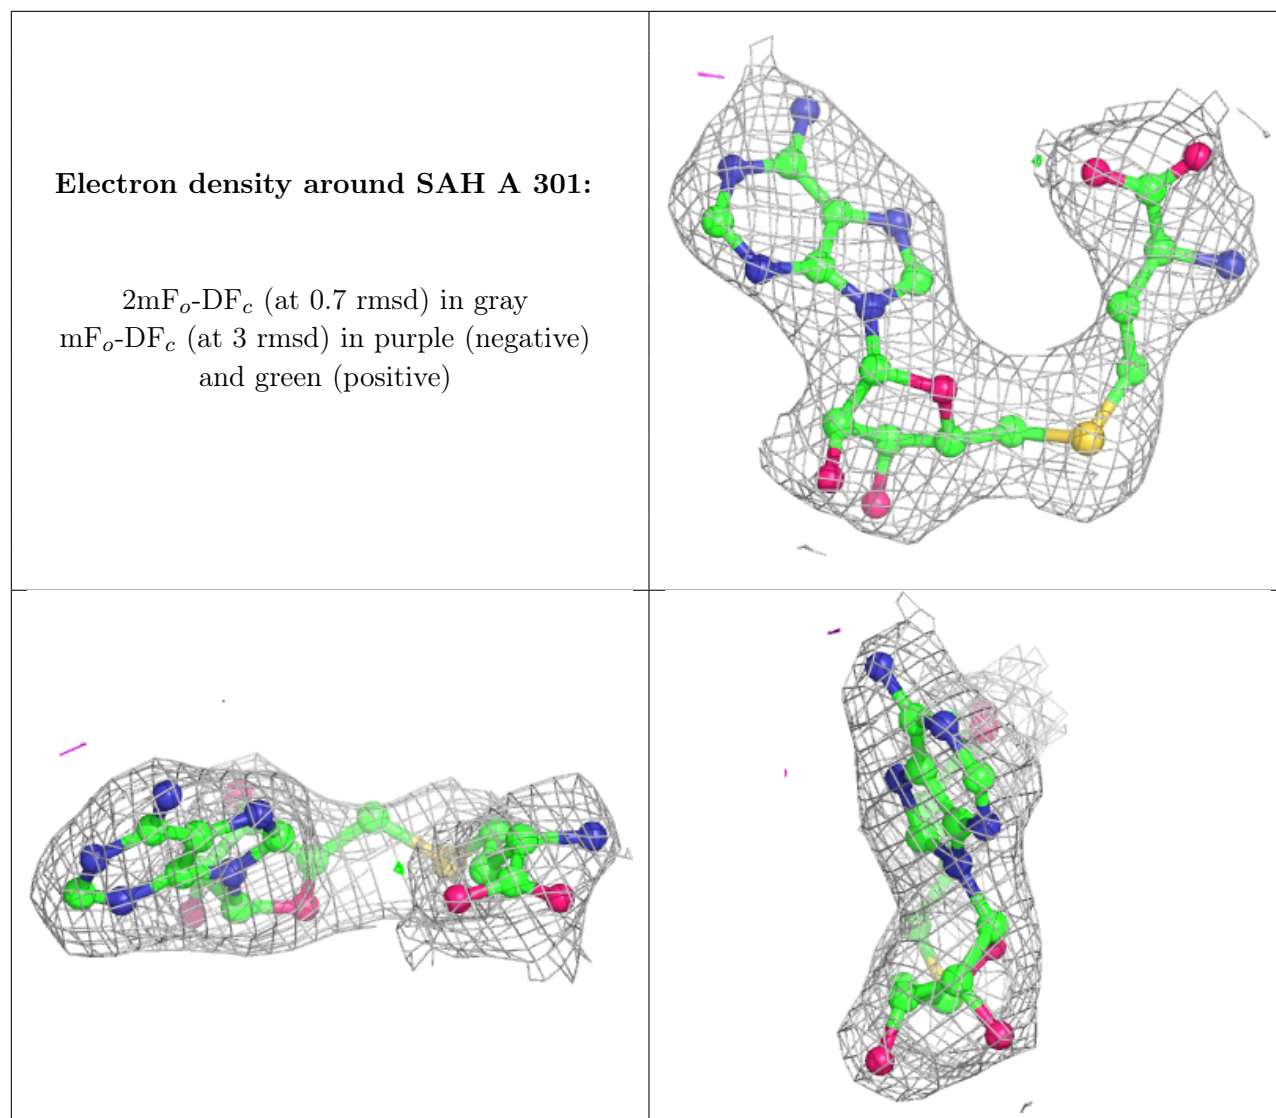 Electron density around SAH A 301:
2mFo-DFc (at 0.7 rmsd) in gray
mFo-DFc (at 3 rmsd) in purple (negative)
and green (positive)